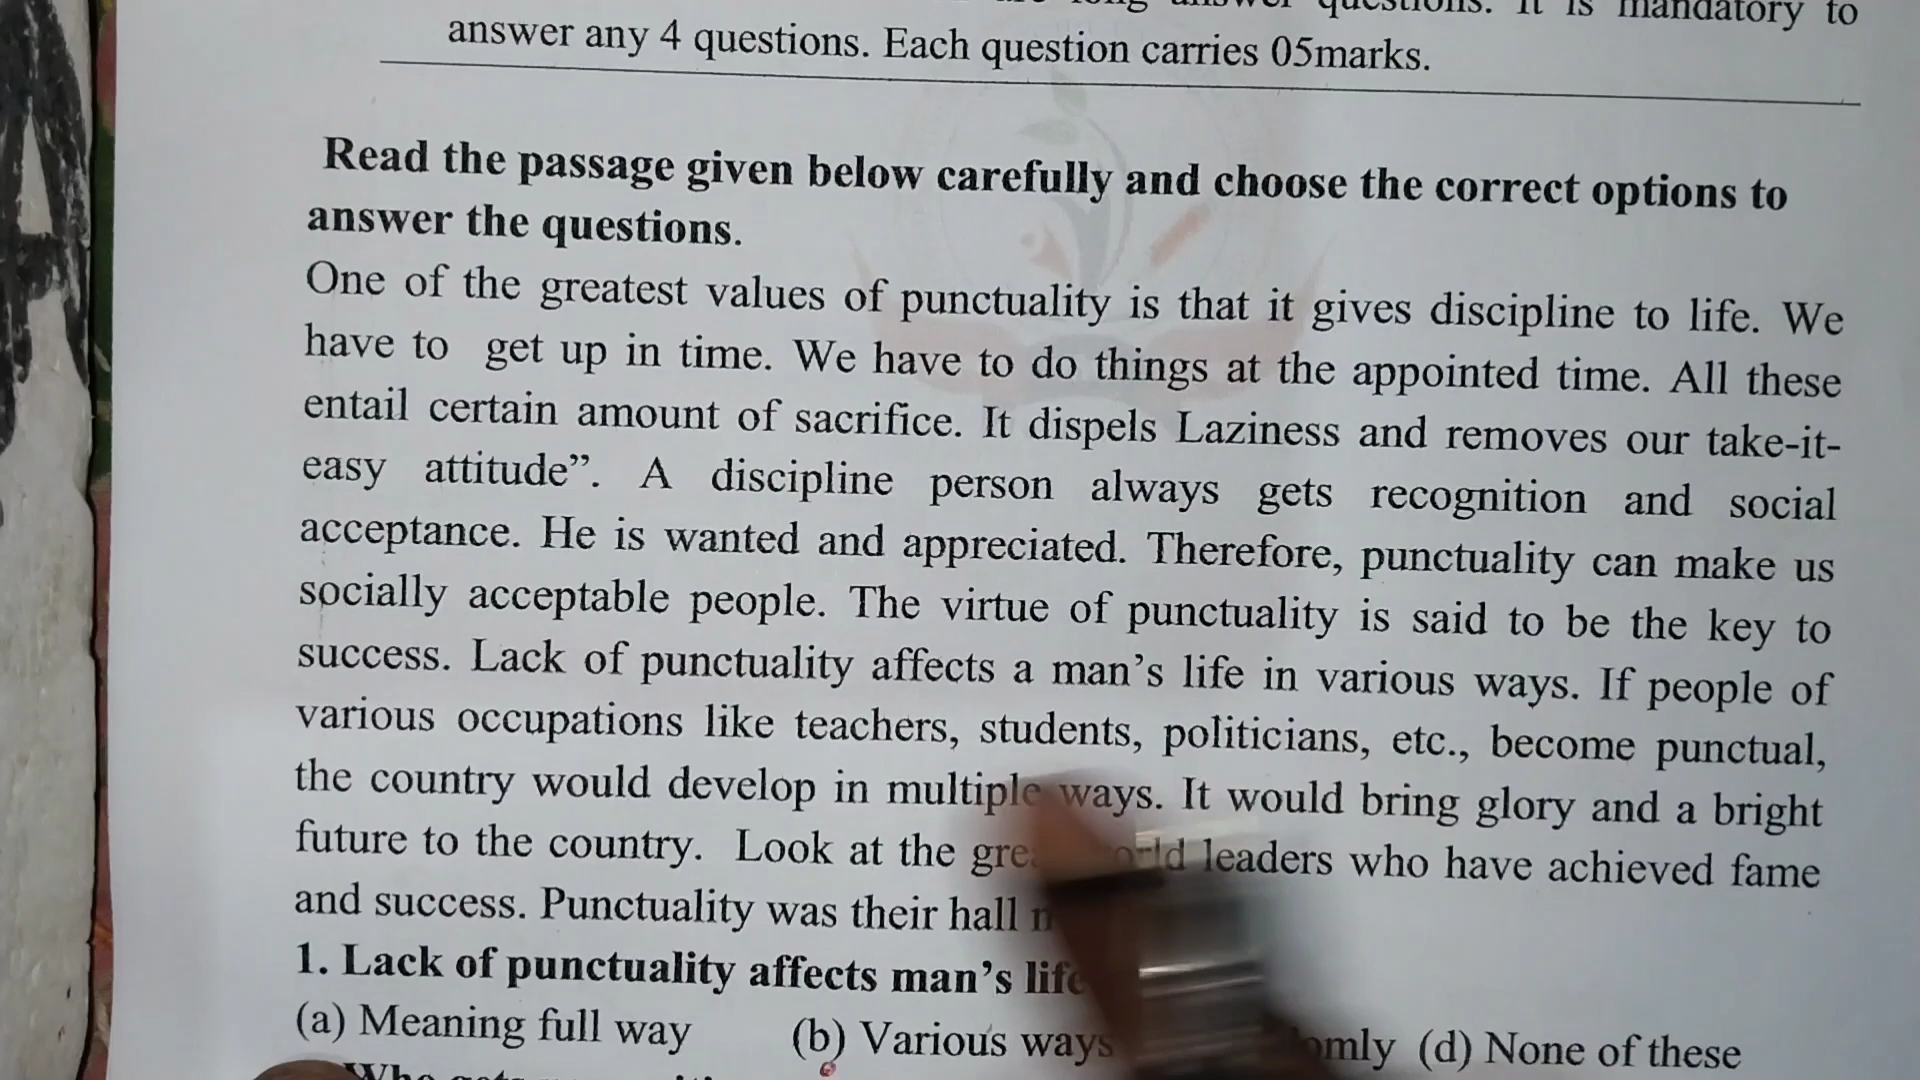 long answer questions. It is mandatory to
answer any 4 questions. Each question carries 05marks.
Read the passage given below carefully and choose the correct options to
answer the questions.
One of the greatest values of punctuality is that it gives discipline to life. We
have to get up in time. We have to do things at the appointed time. All these
entail certain amount of sacrifice. It dispels Laziness and removes our take-it-
easy attitude”. A discipline person always gets recognition and social
acceptance. He is wanted and appreciated. Therefore, punctuality can make us
socially acceptable people. The virtue of punctuality is said to be the key to
success. Lack of punctuality affects a man’s life in various ways. If people of
various occupations like teachers, students, politicians, etc., become punctual,
the country would develop in multiple ways. It would bring glory and a bright
future to the country. Look at the leaders who have achieved fame
and success. Punctuality was their hall
1. Lack of punctuality affects man’s life
(a) Meaning full way (b) Various ways (d) None of these